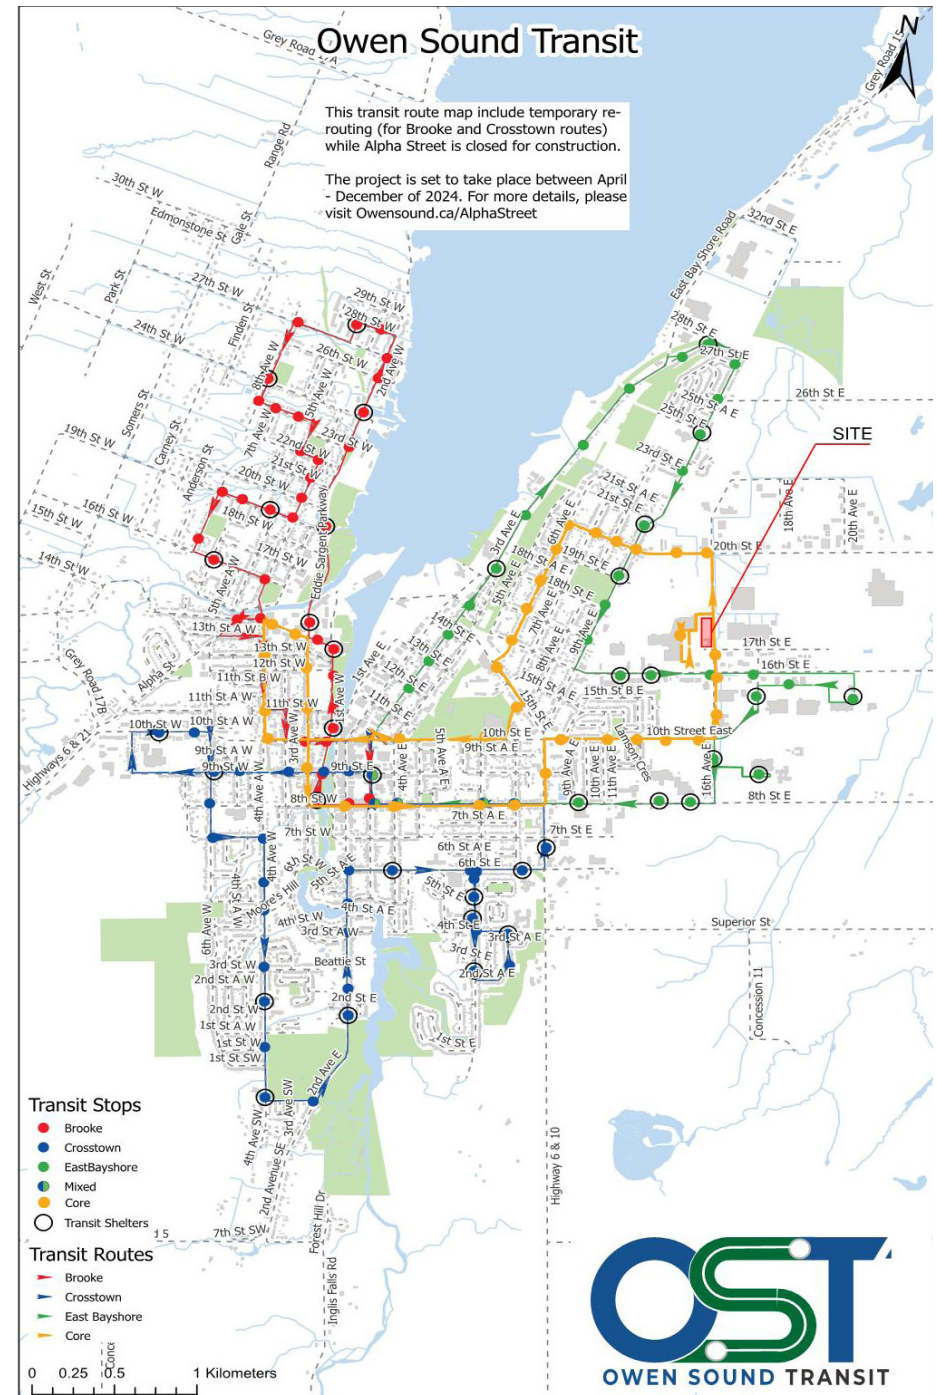 Owen Sound Transit
N
This transit route map include temporary re-
routing (for Brooke and Crosstown routes)
while Alpha Street is closed for construction.
The project is set to take place between April
- December of 2024. For more details, please
visit Owensound.ca/AlphaStreet
Grey Road 17A
Grey Road 15
Range Rd
30th St W
Edmonstone St
Gale St
32nd St E
East Bay Shore Road
West St
Park St
27th St W
24th St W
Finden St
29th St W
28th St W
26th St W
8th Ave W
5th Ave W
2nd Ave W
28th St E
27th St E
25th St A E
25th St E
26th St E
Somers St
Carney St
Anderson St
7th Ave W
23rd St W
22nd St W
21st St W
20th St W
18th St W
19th St W
16th St W
15th St W
14th St W
17th St W
5th Ave W
Eddie Sargent Parkway
23rd St E
SITE
21st St A E
21st St E
6th Ave E
3rd Ave E
5th Ave E
18th St A E
19th St E
18th St E
18th Ave E
20th Ave E
20th St E
7th Ave E
8th Ave E
9th Ave E
17th St E
16th St E
14th St E
13th St E
12th St E
11th St E
1st Ave E
15th St A E
15th St B E
15th St E
13th St A W
13th St W
12th St W
11th St B W
11th St A W
11th St W
Alpha St
Grey Road 17B
Highways 6 & 21
10th St W
10th St A W
9th St A W
9th St W
3rd Ave W
1st Ave W
4th Ave A W
4th Ave W
9th St E
4th Ave E
5th Ave A E
10th St E
9th St A E
10th Street East
Lamson Cres
9th Ave A E
10th Ave E
11th Ave E
16th Ave E
8th St E
8th St W
7th St W
7th St A E
7th St E
6th St A E
6th St E
6th St W
5th St A E
5th St E
Moore's Hill
4th St A W
4th St W
4th St A E
4th St E
3rd St A W
3rd St A E
3rd St E
2nd St A E
Superior St
Beattie St
6th Ave W
3rd St W
2nd St A W
2nd St W
2nd St E
1st St A W
1st St W
1st St SW
1st St E
Concession 11
2nd Ave E
3rd Ave SW
4th Ave SW
2nd Avenue SE
Highway 6 & 10
Forest Hill Dr
7th St SW
Inglis Falls Rd
d 5
Conce
Transit Stops
Brooke
Crosstown
EastBayshore
Mixed
Core
Transit Shelters
Transit Routes
Brooke
Crosstown
East Bayshore
Core
0 0.25 0.5 1 Kilometers
OST
OWEN SOUND TRANSIT